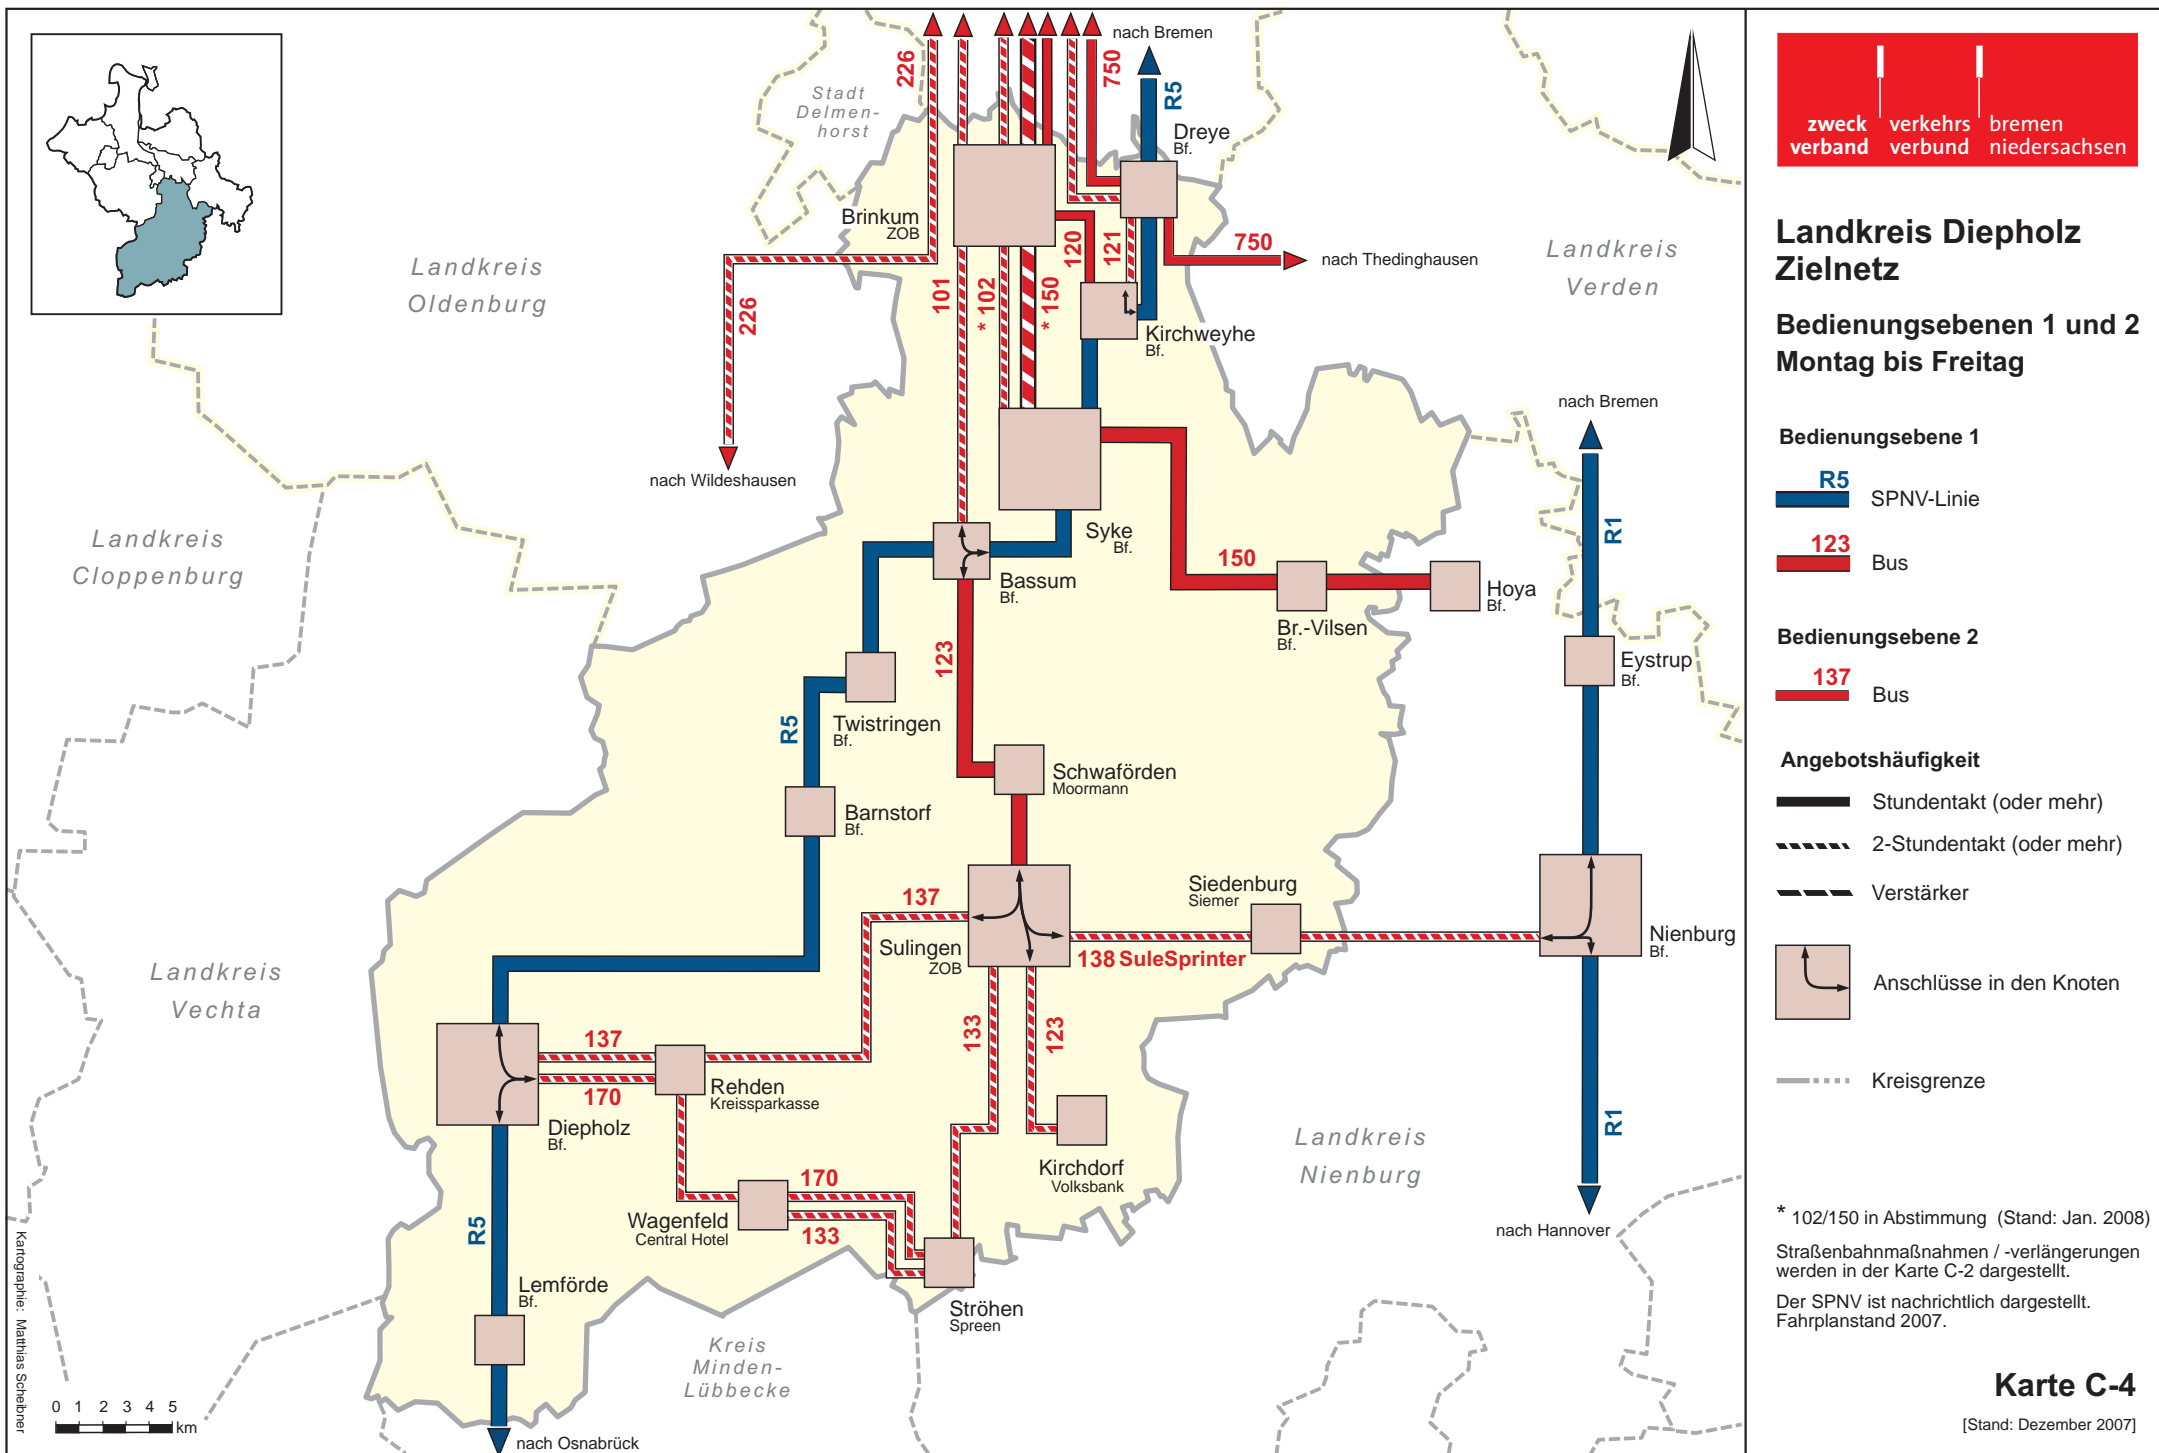 nach Bremen
226
750
R5
Stadt
Delmen-
horst
Dreye
Bf.
Brinkum
ZOB
120
121
750
nach Thedinghausen
Landkreis
Oldenburg
Landkreis
Verden
226
101
* 102
* 150
Kirchweyhe
Bf.
nach Wildeshausen
nach Bremen
Landkreis
Cloppenburg
Syke
Bf.
R1
150
Bassum
Bf.
Hoya
Bf.
Br.-Vilsen
Bf.
123
Eystrup
Bf.
Twistringen
Bf.
R5
Schwaförden
Moormann
Barnstorf
Bf.
137
Siedenburg
Siemer
Sulingen
ZOB
138 SuleSprinter
Nienburg
Bf.
Landkreis
Vechta
137
133
123
170
Rehden
Kreissparkasse
Diepholz
Bf.
R1
Landkreis
Nienburg
Kirchdorf
Volksbank
170
Wagenfeld
Central Hotel
133
R5
nach Hannover
Lemförde
Bf.
Ströhen
Spreen
Kreis
Minden-
Lübbecke
nach Osnabrück
0 1 2 3 4 5
km
Kartographie: Matthias Scheibner
zweck verkehrs bremen
verband verbund niedersachsen
Landkreis Diepholz
Zielnetz
Bedienungsebenen 1 und 2
Montag bis Freitag
Bedienungsebene 1
R5
SPNV-Linie
123
Bus
Bedienungsebene 2
137
Bus
Angebotshäufigkeit
Stundentakt (oder mehr)
2-Stundentakt (oder mehr)
Verstärker
Anschlüsse in den Knoten
Kreisgrenze
* 102/150 in Abstimmung (Stand: Jan. 2008)
Straßenbahnmaßnahmen / -verlängerungen
werden in der Karte C-2 dargestellt.
Der SPNV ist nachrichtlich dargestellt.
Fahrplanstand 2007.
Karte C-4
[Stand: Dezember 2007]